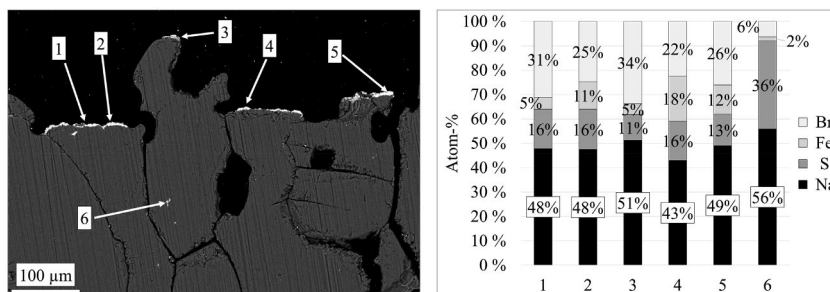 1
2
3
4
5
6
100 µm
Atom-%
100 %
90 %
80 %
70 %
60 %
50 %
40 %
30 %
20 %
10 %
0 %
31% 25% 34% 22% 26% 6%
5% 11% 5% 18% 12% 2%
16% 16% 11% 16% 13% 36%
48% 48% 51% 43% 49% 56%
1 2 3 4 5 6
Br
Fe
S
Na